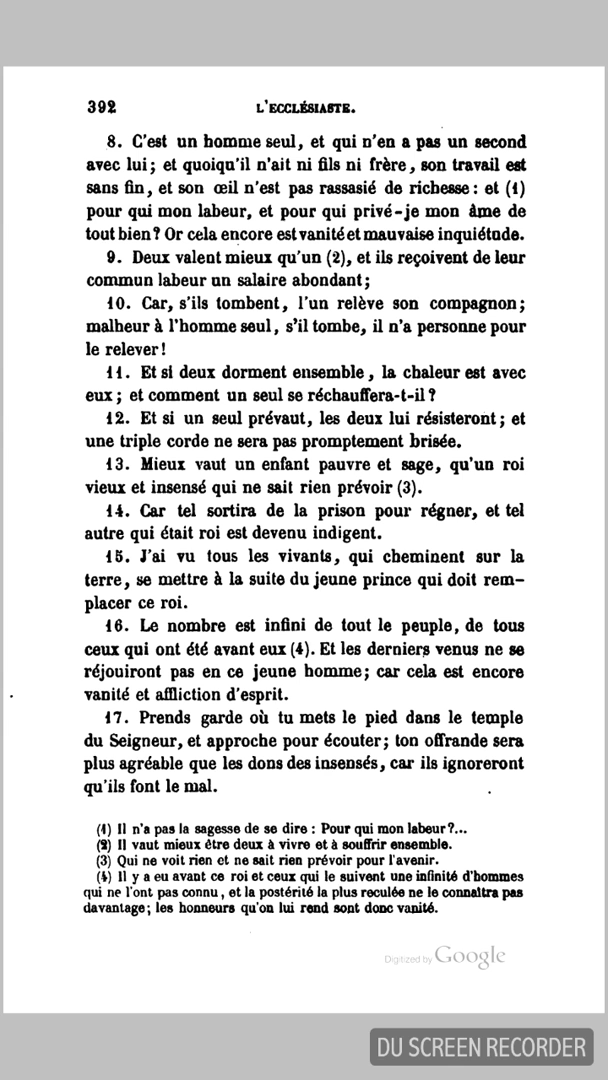 392 L'ECCLÉSIASTE.
8. C'est un homme seul, et qui n'en a pas un second
avec lui; et quoiqu'il n'ait ni fils ni frère, son travail est
sans fin, et son œil n'est pas rassasié de richesse: et (1)
pour qui mon labeur, et pour qui privé-je mon âme de
tout bien? Or cela encore est vanité et mauvaise inquiétude.
9. Deux valent mieux qu'un (2), et ils reçoivent de leur
commun labeur un salaire abondant;
10. Car, s'ils tombent, l'un relève son compagnon;
malheur à l'homme seul, s'il tombe, il n'a personne pour
le relever!
11. Et si deux dorment ensemble, la chaleur est avec
eux; et comment un seul se réchauffera-t-il?
12. Et si un seul prévaut, les deux lui résisteront; et
une triple corde ne sera pas promptement brisée.
13. Mieux vaut un enfant pauvre et sage, qu'un roi
vieux et insensé qui ne sait rien prévoir (3).
14. Car tel sortira de la prison pour régner, et tel
autre qui était roi est devenu indigent.
15. J'ai vu tous les vivants, qui cheminent sur la
terre, se mettre à la suite du jeune prince qui doit rem-
placer ce roi.
16. Le nombre est infini de tout le peuple, de tous
ceux qui ont été avant eux (4). Et les derniers venus ne se
réjouiront pas en ce jeune homme; car cela est encore
vanité et affliction d'esprit.
17. Prends garde où tu mets le pied dans le temple
du Seigneur, et approche pour écouter; ton offrande sera
plus agréable que les dons des insensés, car ils ignoreront
qu'ils font le mal.
(1) Il n'a pas la sagesse de se dire: Pour qui mon labeur?...
(2) Il vaut mieux être deux à vivre et à souffrir ensemble.
(3) Qui ne voit rien et ne sait rien prévoir pour l'avenir.
(4) Il y a eu avant ce roi et ceux qui le suivent une infinité d'hommes
qui ne l'ont pas connu, et la postérité la plus reculée ne le connaîtra pas
davantage; les honneurs qu'on lui rend sont donc vanité.
Digitized by Google
DU SCREEN RECORDER